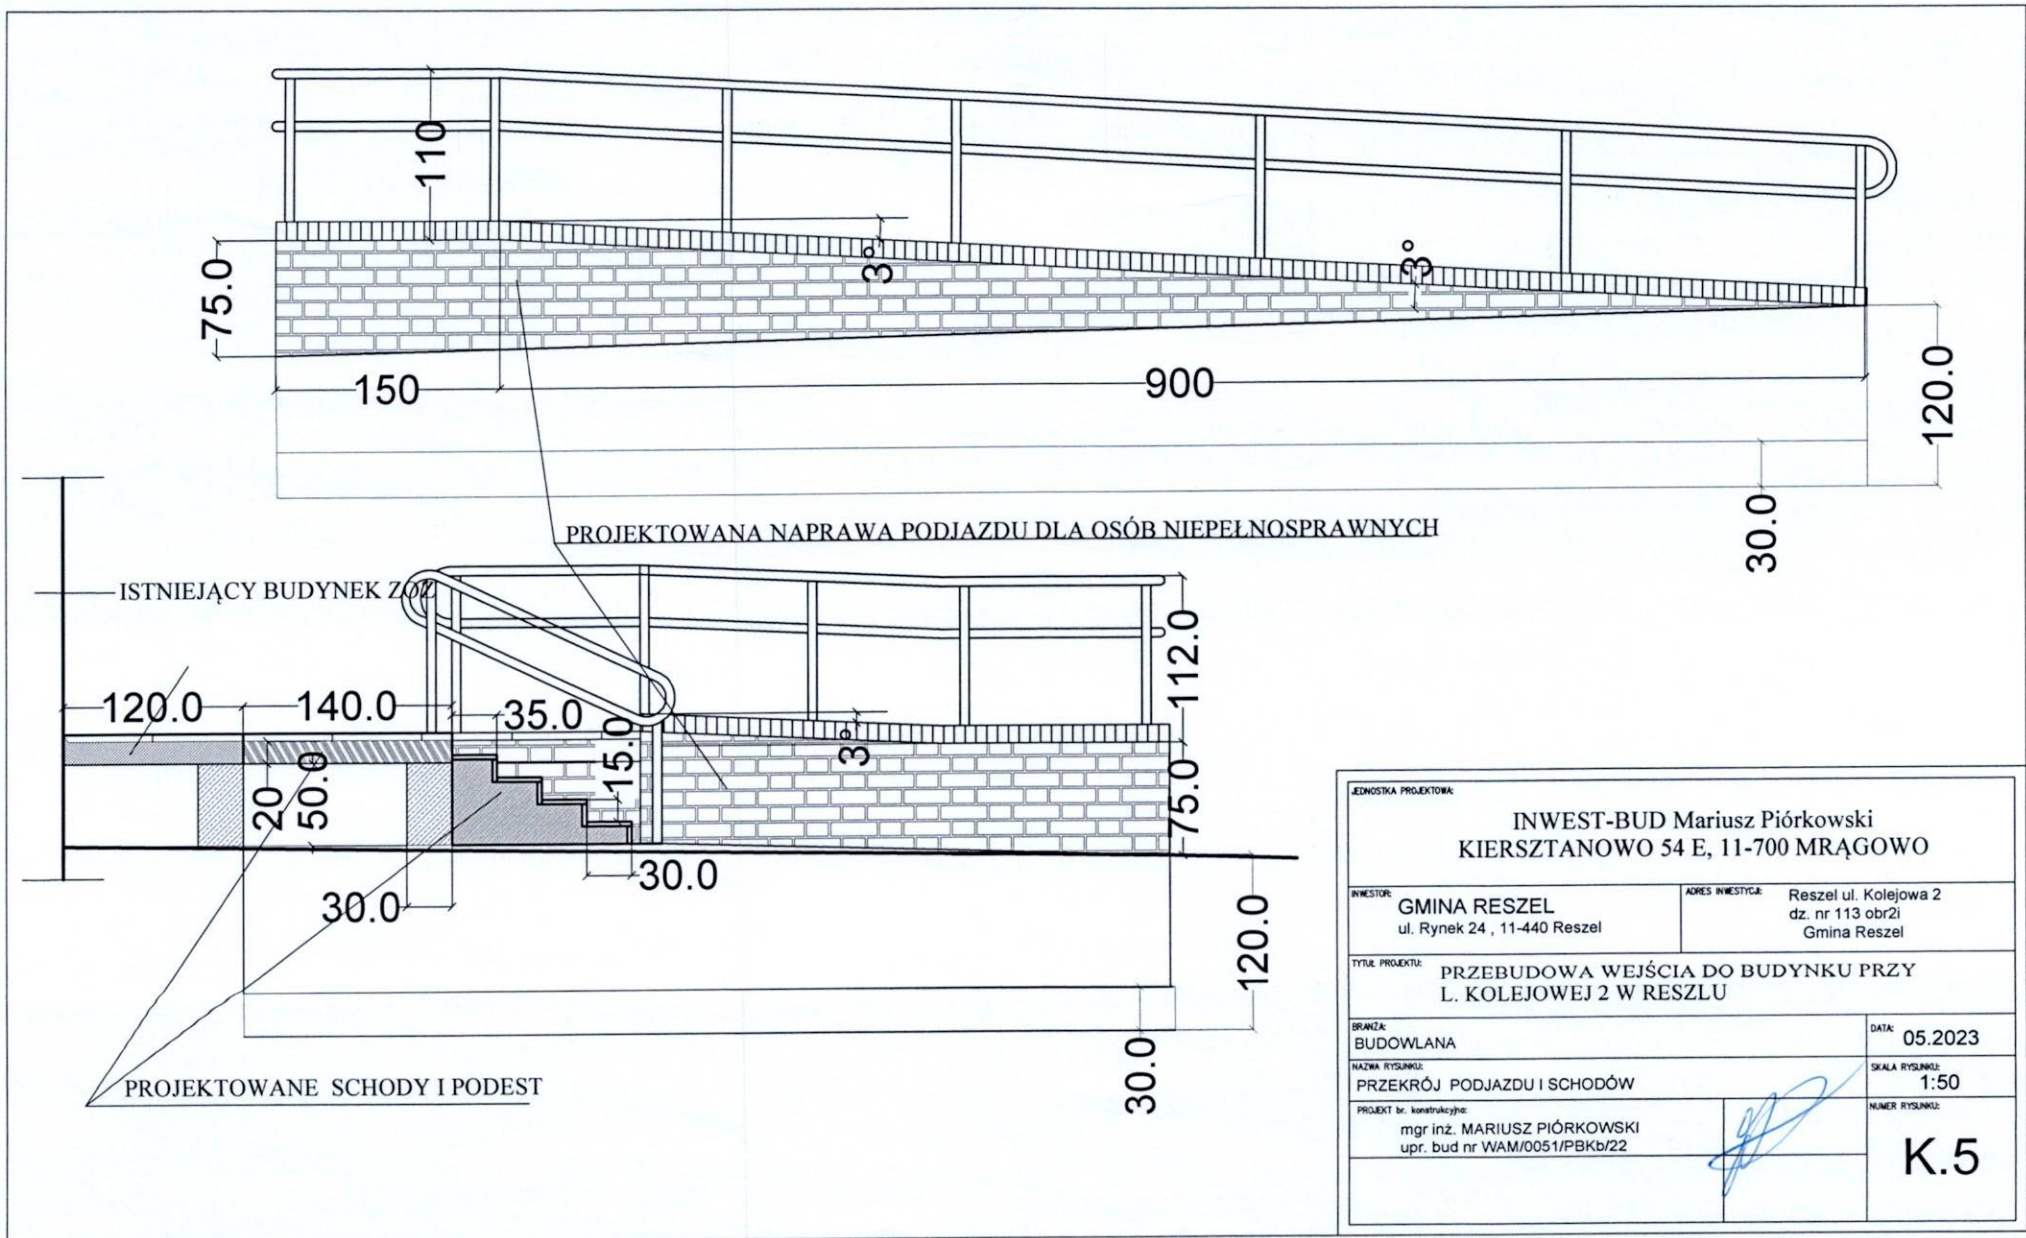 110
75.0
3°
3°
150
900
120.0
30.0
PROJEKTOWANA NAPRAWA PODJAZDU DLA OSÓB NIEPEŁNOSPRAWNYCH
ISTNIEJĄCY BUDYNEK ZOZ
112.0
120.0
140.0
35.0
15.0
3°
20
50.0
75.0
30.0
30.0
120.0
30.0
PROJEKTOWANE SCHODY I PODEST
JEDNOSTKA PROJEKTOWA:
INWEST-BUD Mariusz Piórkowski
KIERSZTANOWO 54 E, 11-700 MRĄGOWO
INWESTOR:
GMINA RESZEL
ul. Rynek 24 , 11-440 Reszel
ADRES INWESTYCJI:
Reszel ul. Kolejowa 2
dz. nr 113 obr2i
Gmina Reszel
TYTUŁ PROJEKTU:
PRZEBUDOWA WEJŚCIA DO BUDYNKU PRZY
L. KOLEJOWEJ 2 W RESZLU
BRANŻA:
BUDOWLANA
DATA:
05.2023
NAZWA RYSUNKU:
PRZEKRÓJ PODJAZDU I SCHODÓW
SKALA RYSUNKU:
1:50
PROJEKT br. konstrukcyjna:
mgr inż. MARIUSZ PIÓRKOWSKI
upr. bud nr WAM/0051/PBKb/22
NUMER RYSUNKU:
K.5